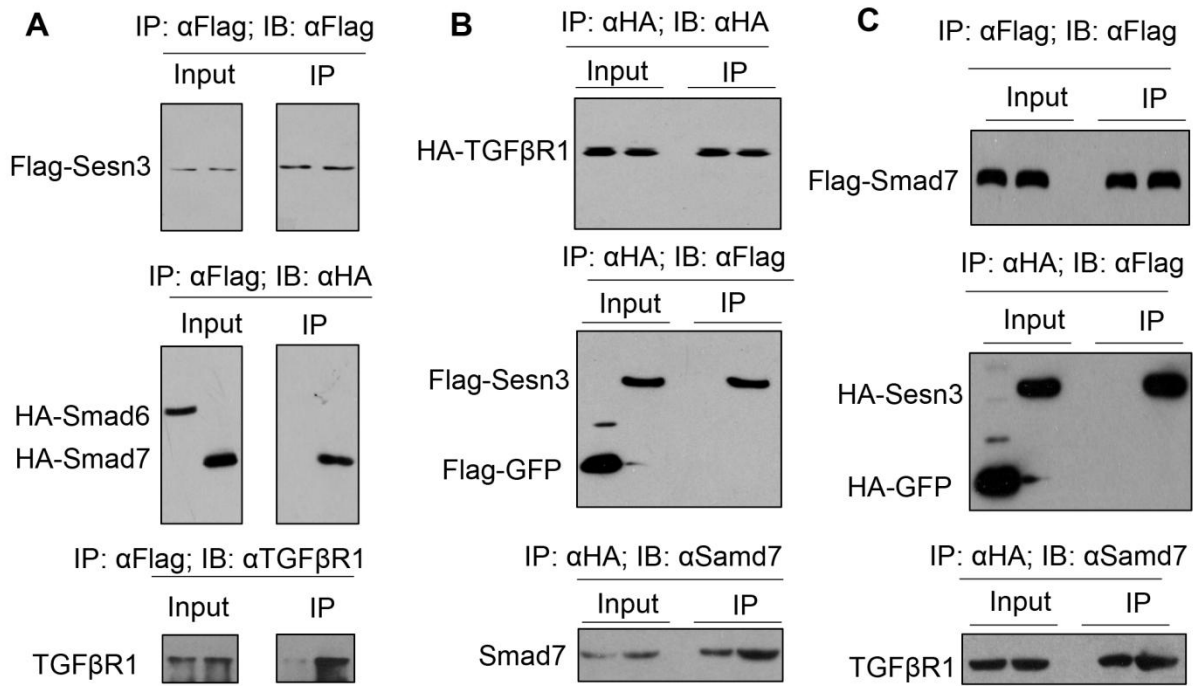 A
IP: αFlag; IB: αFlag
Input IP
Flag-Sesn3
IP: αFlag; IB: αHA
Input IP
HA-Smad6
HA-Smad7
IP: αFlag; IB: αTGFβR1
Input IP
TGFβR1
B
IP: αHA; IB: αHA
Input IP
HA-TGFβR1
IP: αHA; IB: αFlag
Input IP
Flag-Sesn3
Flag-GFP
IP: αHA; IB: αSamd7
Input IP
Smad7
C
IP: αFlag; IB: αFlag
Input IP
Flag-Smad7
IP: αHA; IB: αFlag
Input IP
HA-Sesn3
HA-GFP
IP: αHA; IB: αSamd7
Input IP
TGFβR1